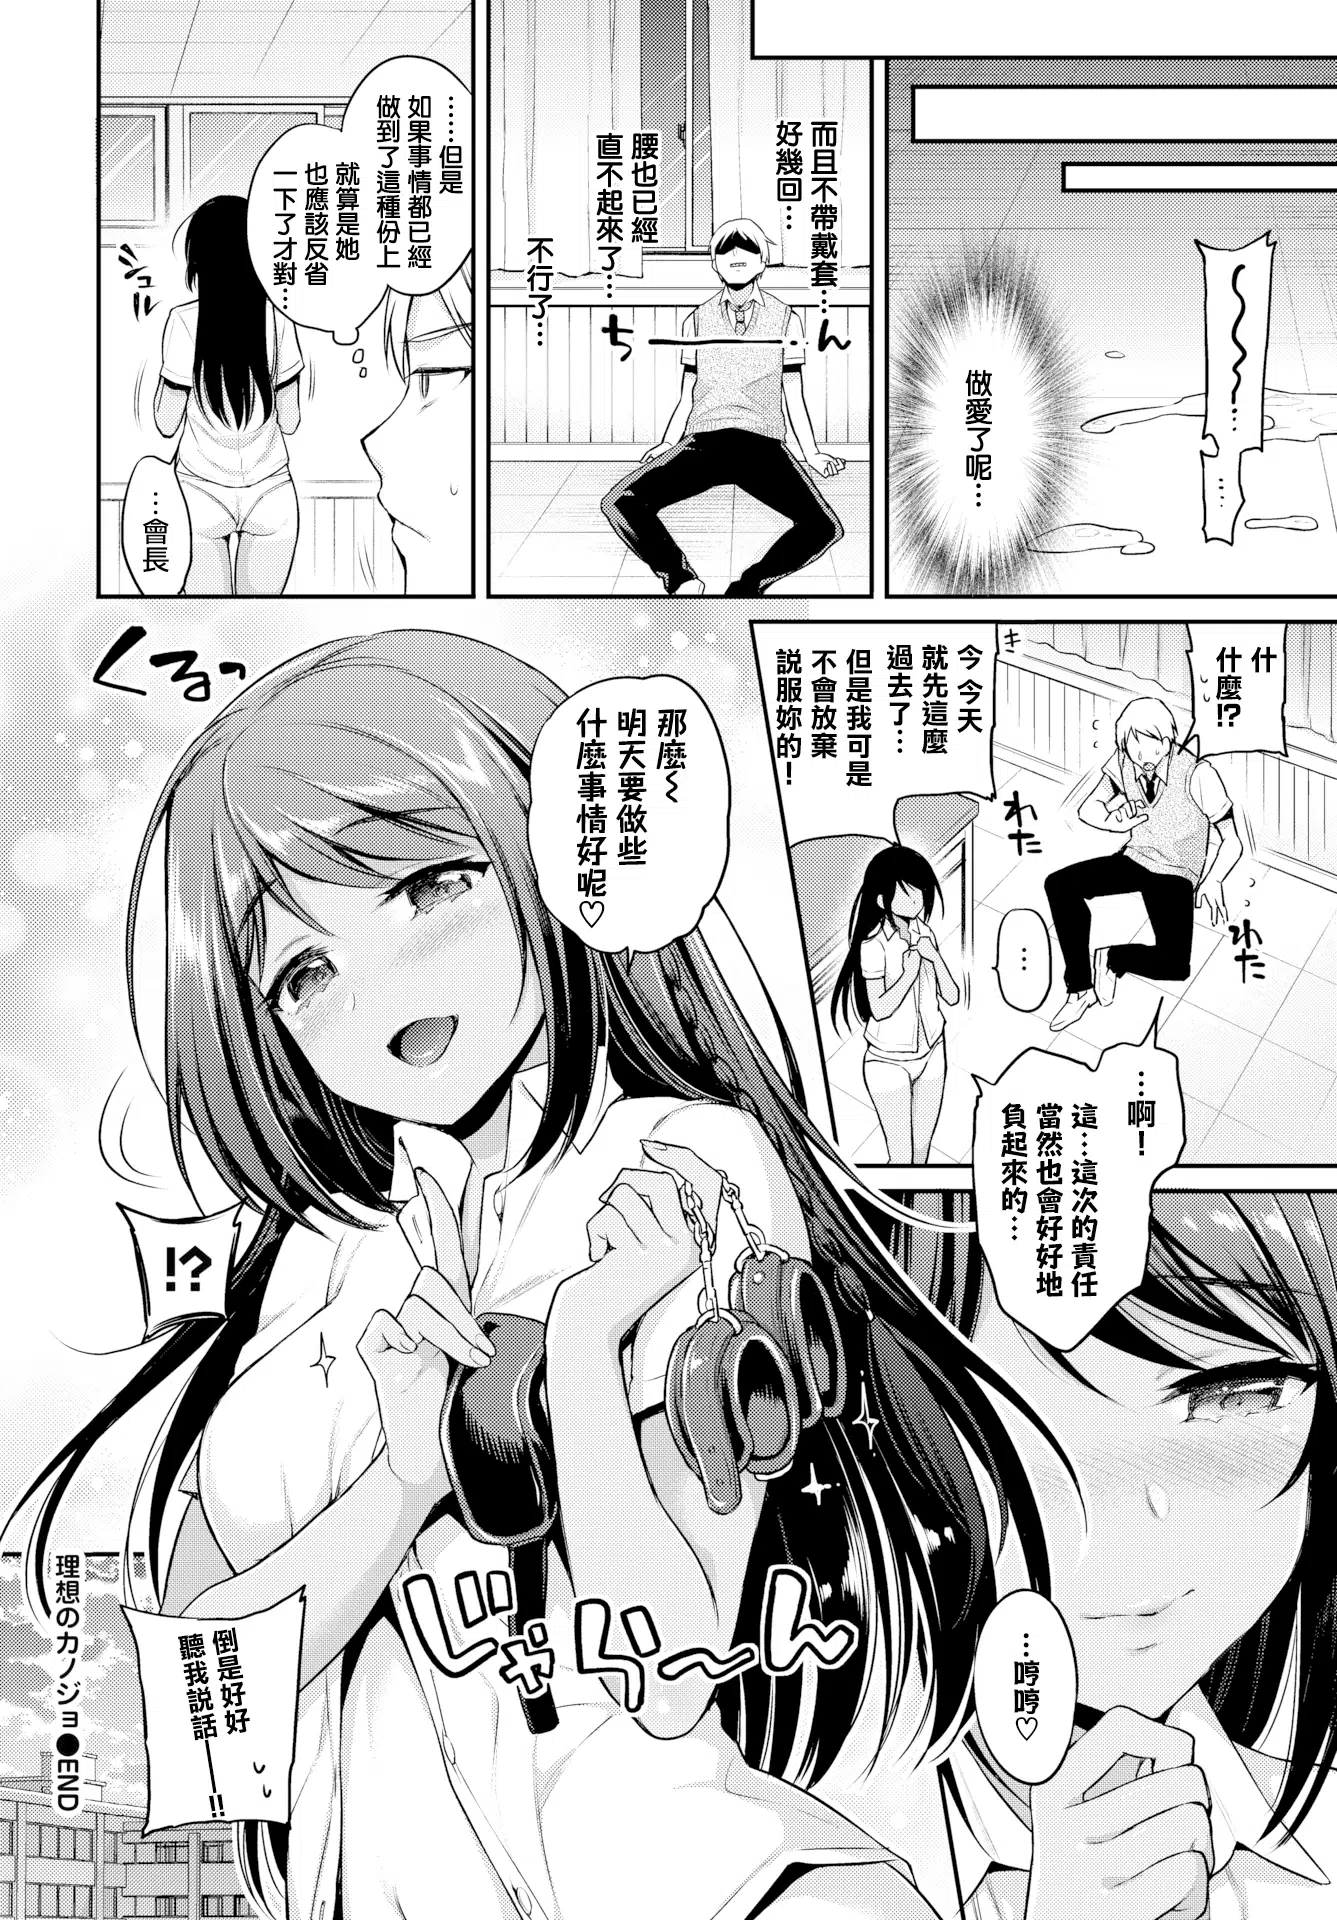 做愛了呢…
而且不帶戴套…
好幾回…
腰也已經
直不起來了…
不行了…
ち————.ん
……但是
如果事情都已經
做到了這種份上
就算是她
也應該反省
一下了才對…
シュル
…會長
什
什麼!?
今今天
就先這麼
過去了…
但是我可是
不會放棄
説服妳的！
キ
わた
わた
…
…啊！
這…這次的責任
當然也會好好地
負起來的…
…哼哼♡
くるっ
那麼～
明天要做些
什麼事情好呢♡
!?
じゃら～ん
倒是好好
聽我説話——!!
理想のカノジョ●END